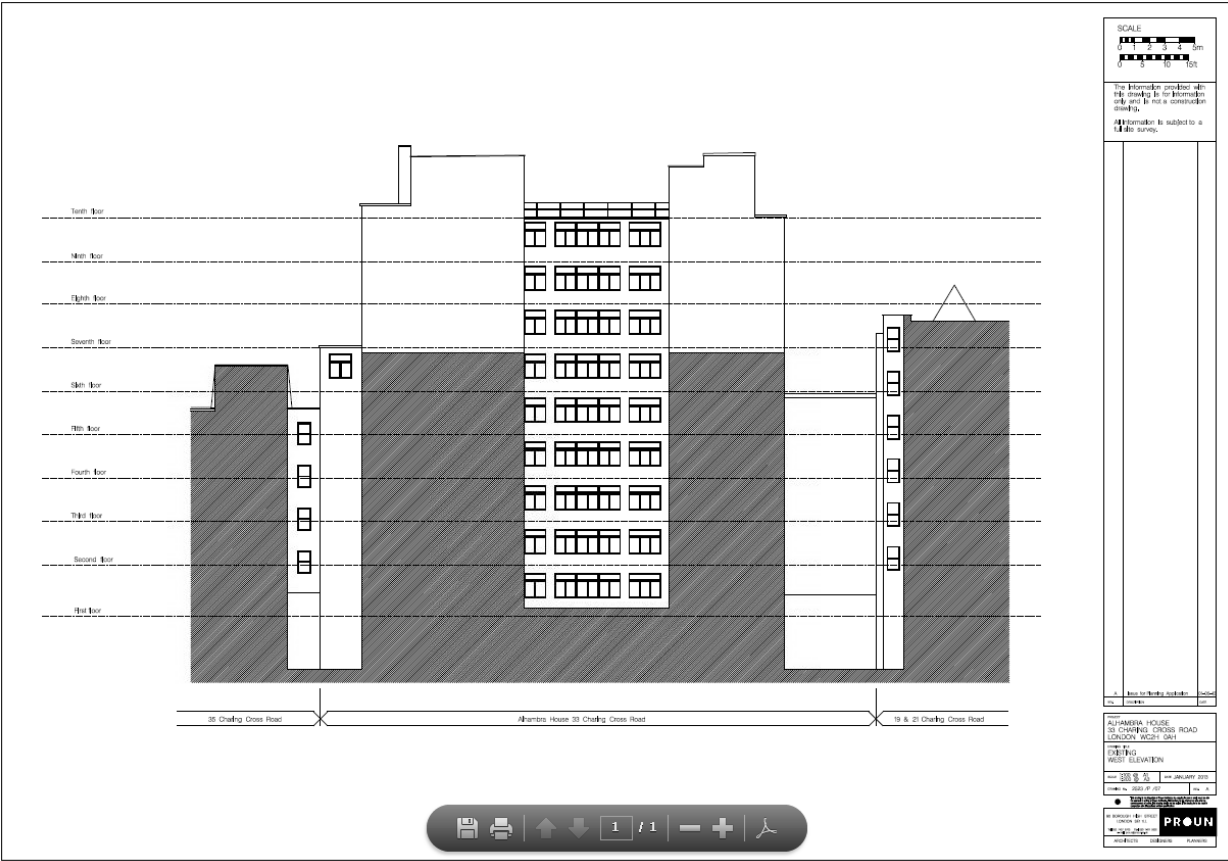 SCALE
0 1 2 3 4 5m
0 5 10 15ft
The information provided with
this drawing is for information
only and is not a construction
drawing.
All information is subject to a
full site survey.
Tenth floor
Ninth floor
Eighth floor
Seventh floor
Sixth floor
Fifth floor
Fourth floor
Third floor
Second floor
First floor
35 Charing Cross Road
Alhambra House 33 Charing Cross Road
19 & 21 Charing Cross Road
A Issue for Planning Application
ALHAMBRA HOUSE
33 CHARING CROSS ROAD
LONDON WC2H 0AH
EXISTING
WEST ELEVATION
JANUARY
LONDON
PROUN
ARCHITECTS DESIGNERS PLANNERS
1 / 1